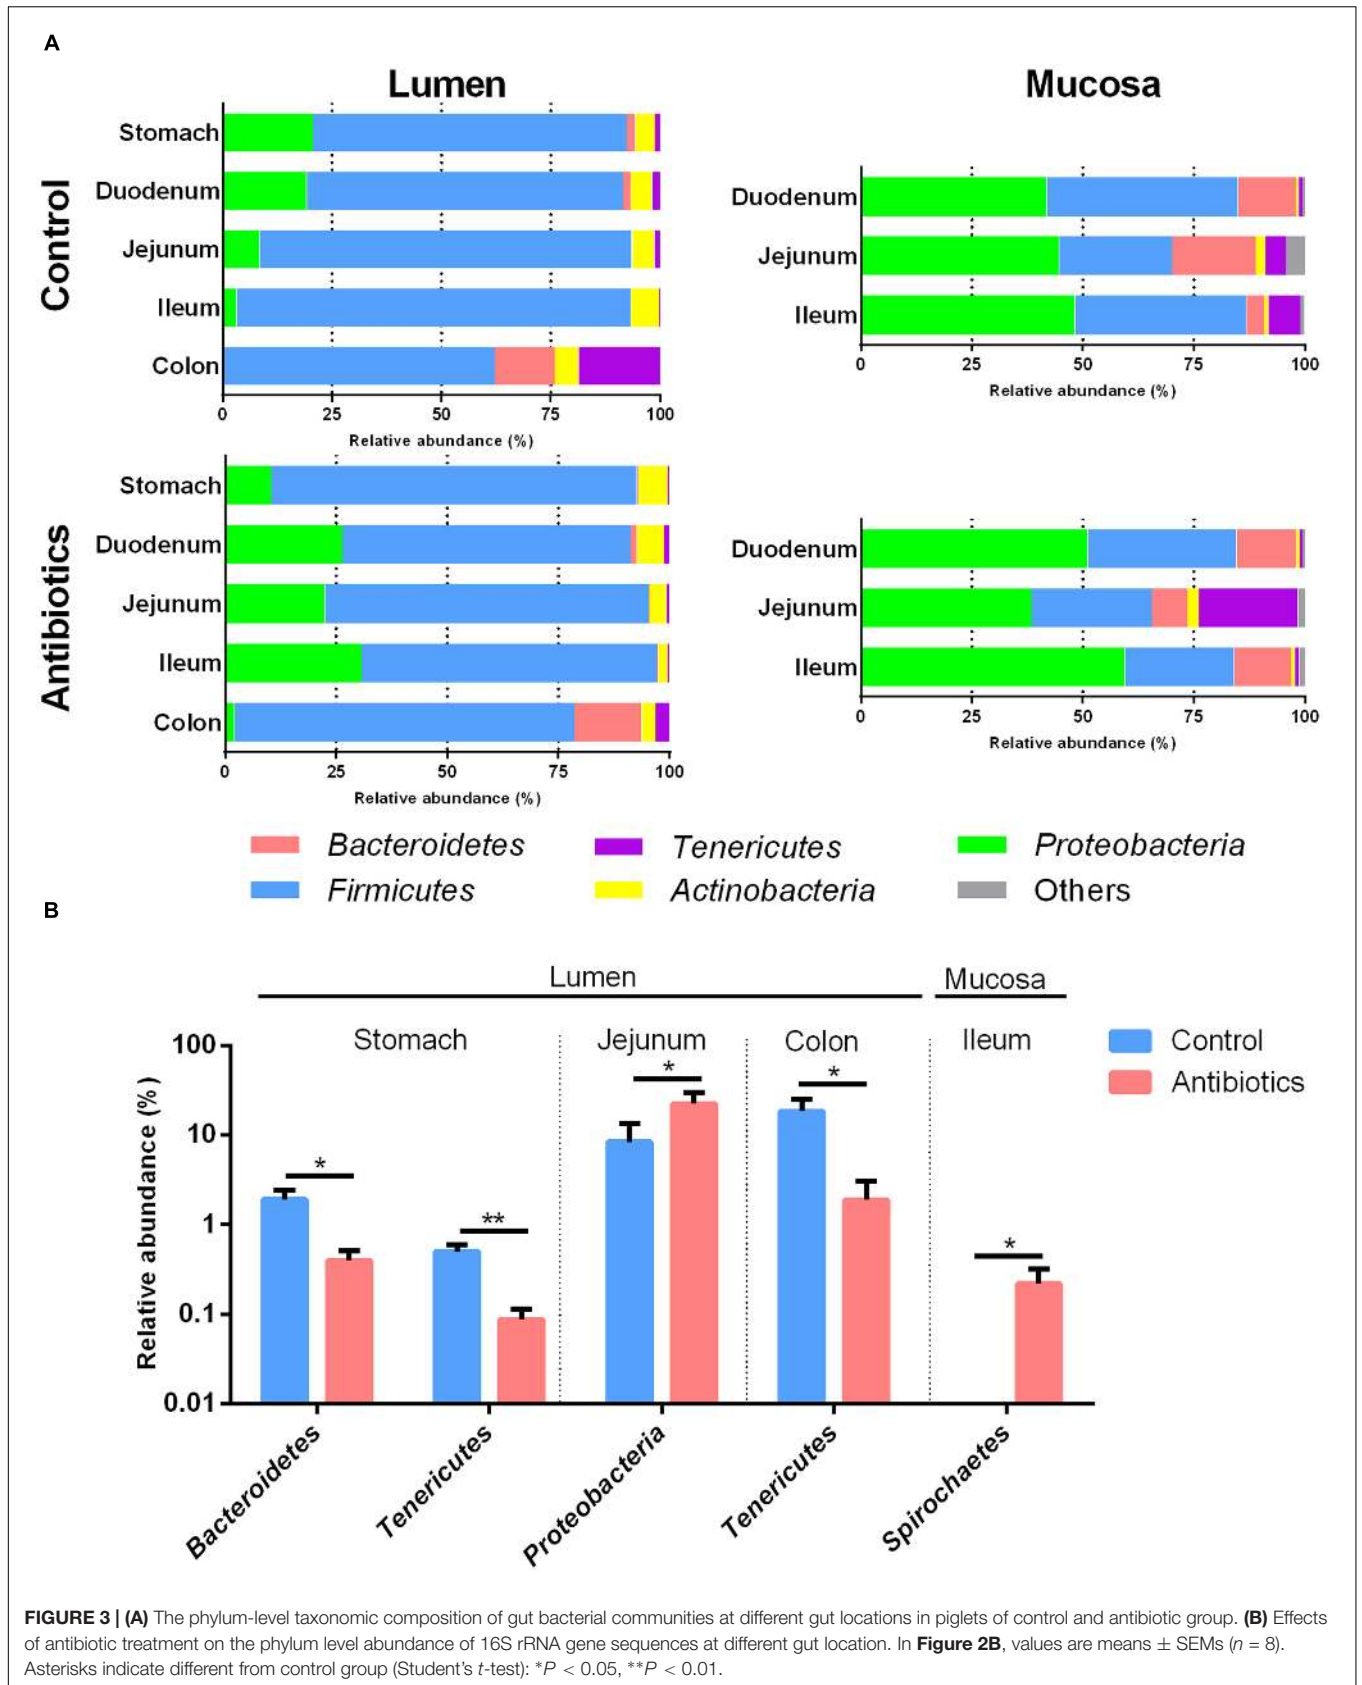 A
Lumen
Mucosa
Control
Stomach
Duodenum
Jejunum
Ileum
Colon
0 25 50 75 100
Relative abundance (%)
Duodenum
Jejunum
Ileum
0 25 50 75 100
Relative abundance (%)
Antibiotics
Stomach
Duodenum
Jejunum
Ileum
Colon
0 25 50 75 100
Relative abundance (%)
Duodenum
Jejunum
Ileum
0 25 50 75 100
Relative abundance (%)
Bacteroidetes Tenericutes Proteobacteria
Firmicutes Actinobacteria Others
B
Lumen Mucosa
Stomach Jejunum Colon Ileum
Control
Antibiotics
Relative abundance (%)
100
10
1
0.1
0.01
* ** * * *
Bacteroidetes
Tenericutes
Proteobacteria
Tenericutes
Spirochaetes
FIGURE 3 | (A) The phylum-level taxonomic composition of gut bacterial communities at different gut locations in piglets of control and antibiotic group. (B) Effects
of antibiotic treatment on the phylum level abundance of 16S rRNA gene sequences at different gut location. In Figure 2B, values are means ± SEMs (n = 8).
Asterisks indicate different from control group (Student's t-test): *P < 0.05, **P < 0.01.